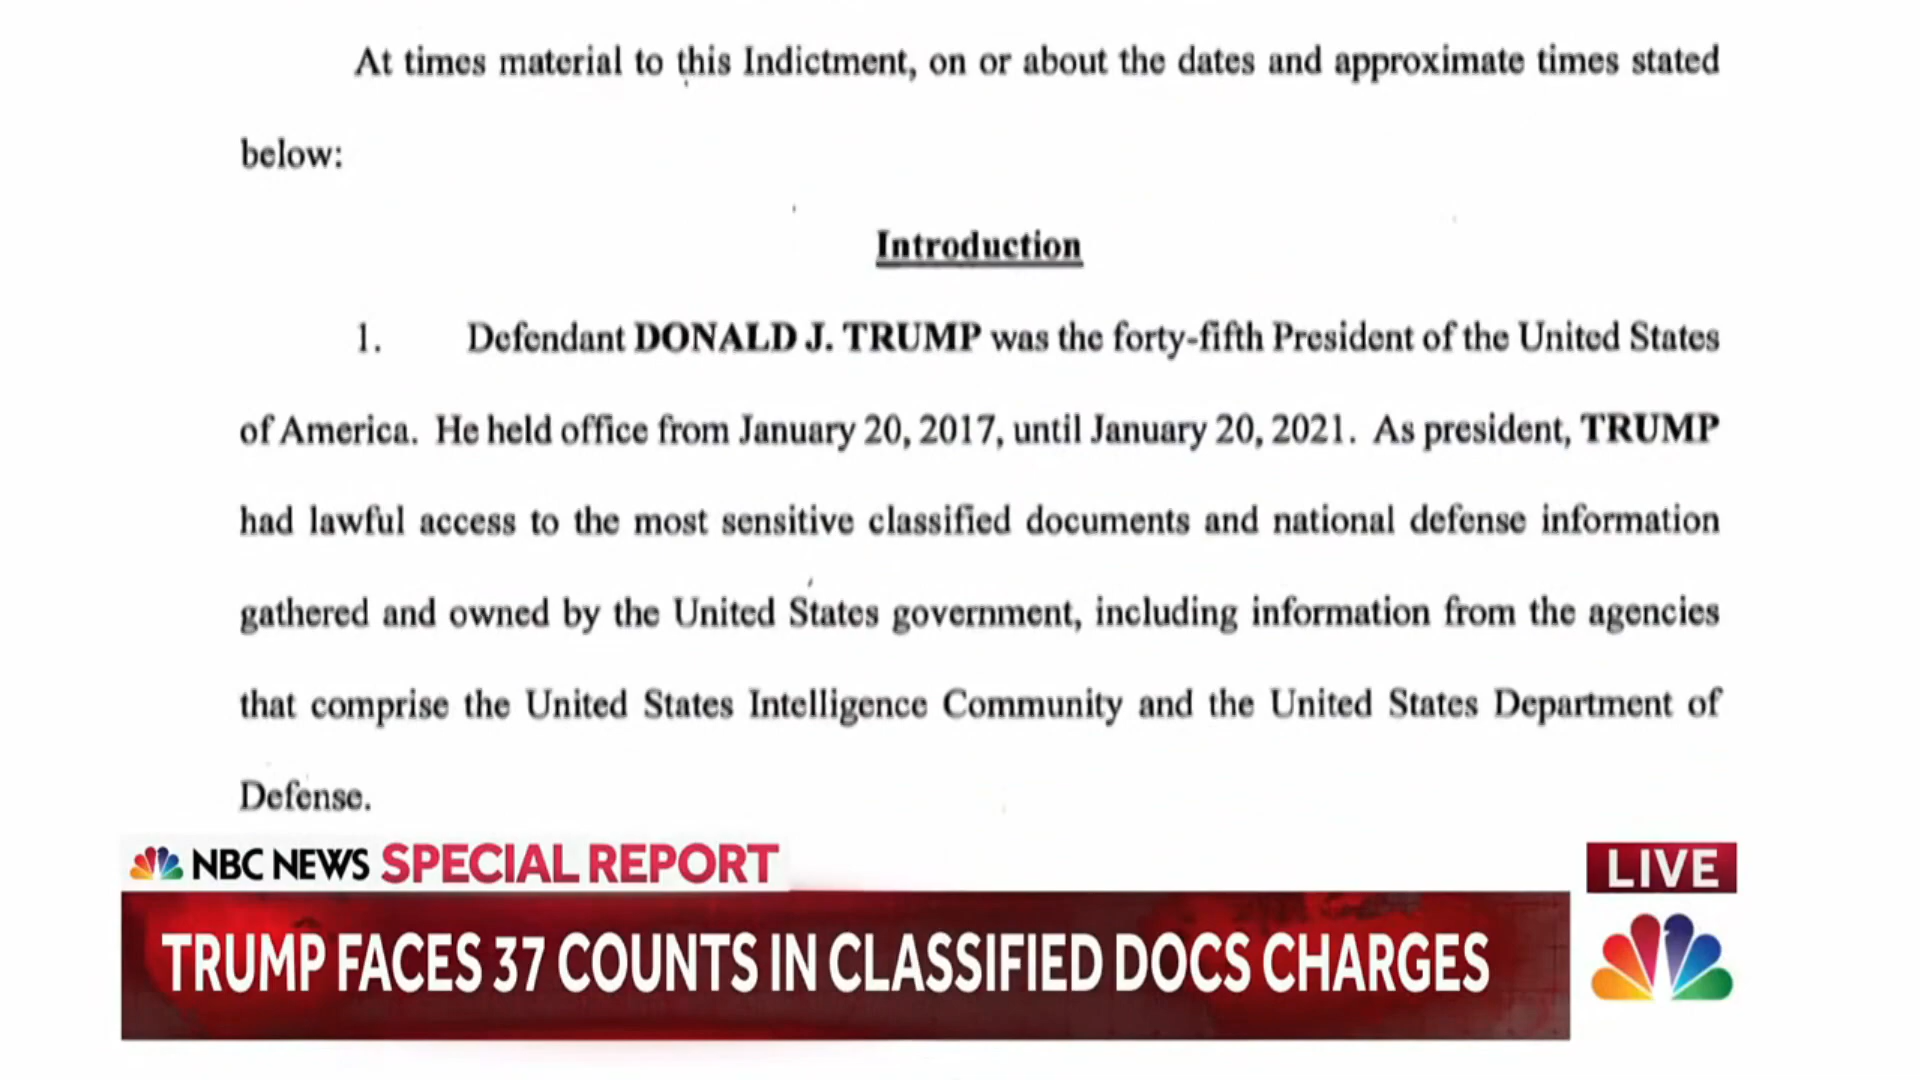 At times material to this Indictment, on or about the dates and approximate times stated
below:
Introduction
1. Defendant DONALD J. TRUMP was the forty-fifth President of the United States
of America. He held office from January 20, 2017, until January 20, 2021. As president, TRUMP
had lawful access to the most sensitive classified documents and national defense information
gathered and owned by the United States government, including information from the agencies
that comprise the United States Intelligence Community and the United States Department of
Defense.
NBC NEWS SPECIAL REPORT
LIVE
TRUMP FACES 37 COUNTS IN CLASSIFIED DOCS CHARGES